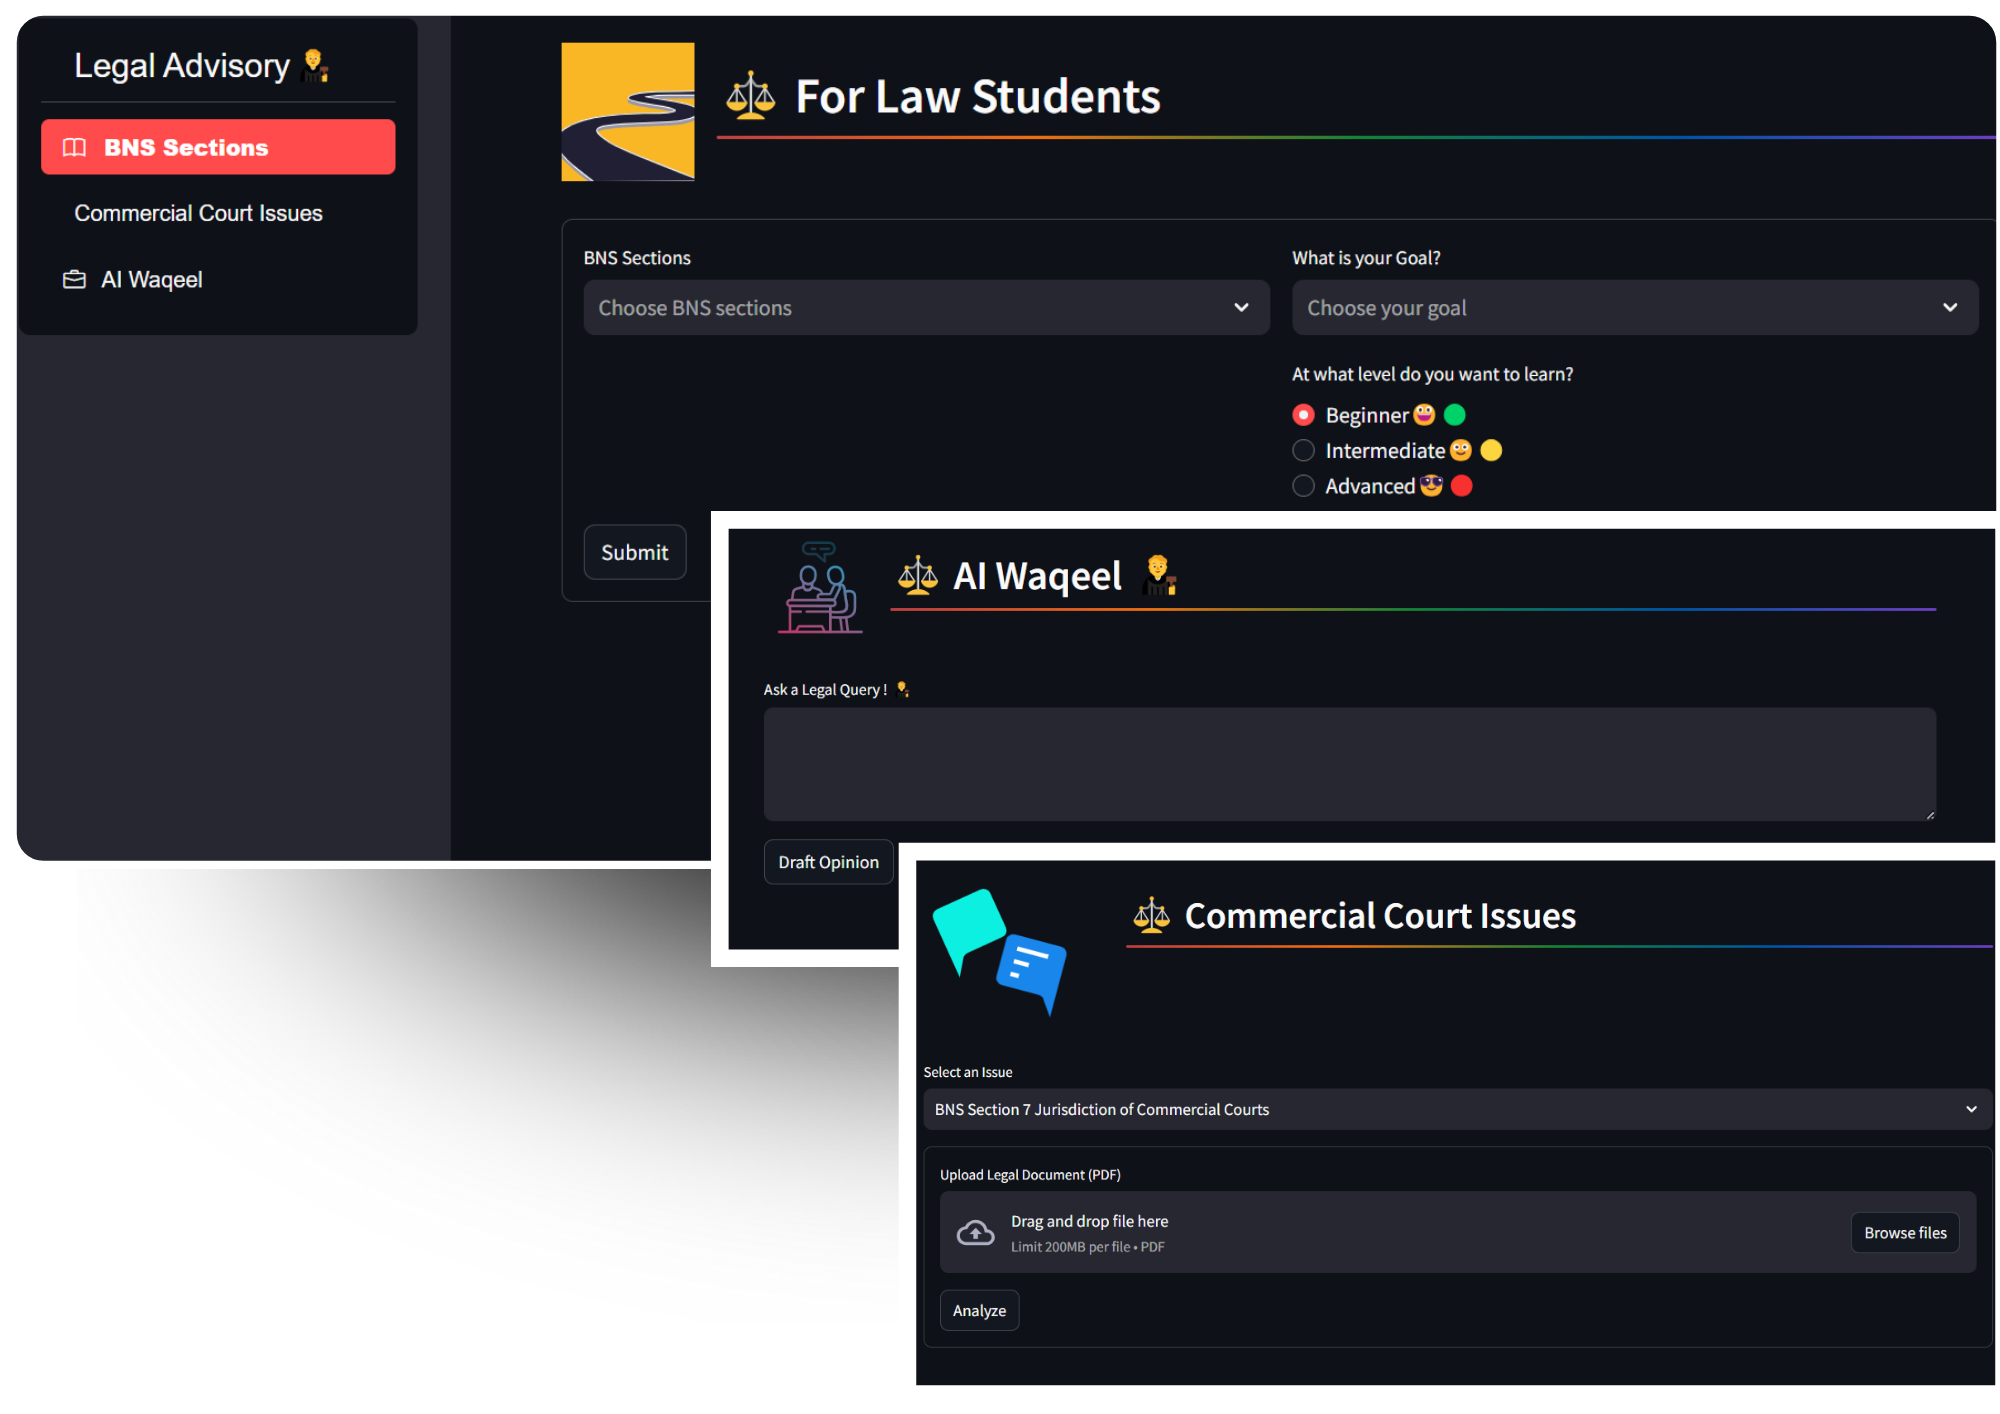 Legal Advisory
BNS Sections
Commercial Court Issues
AI Waqeel
For Law Students
BNS Sections
Choose BNS sections
What is your Goal?
Choose your goal
At what level do you want to learn?
Beginner
Intermediate
Advanced
Submit
AI Waqeel
Ask a Legal Query !
Draft Opinion
Commercial Court Issues
Select an Issue
BNS Section 7 Jurisdiction of Commercial Courts
Upload Legal Document (PDF)
Drag and drop file here
Limit 200MB per file • PDF
Browse files
Analyze